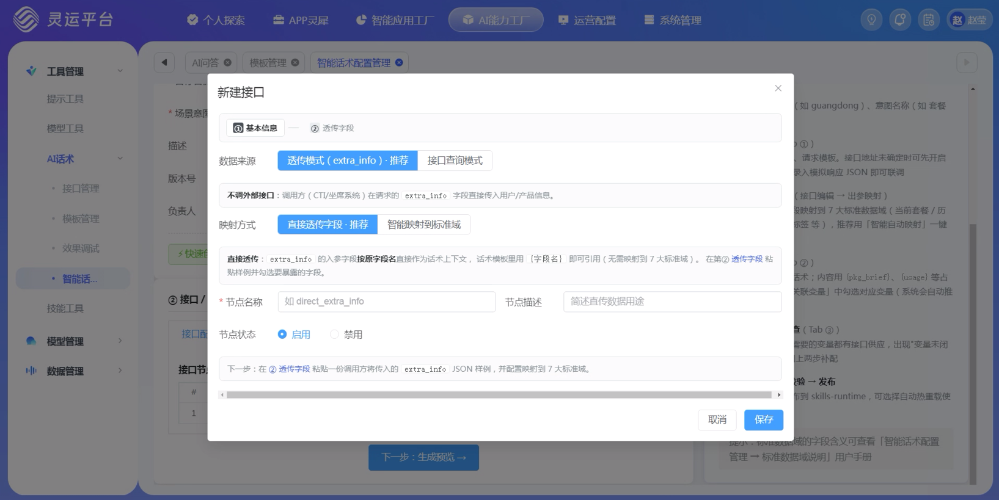 灵运平台
个人探索
APP灵犀
智能应用工厂
AI能力工厂
运营配置
系统管理
赵 赵莹
工具管理
提示工具
模型工具
AI话术
接口管理
模板管理
效果调试
智能话...
技能工具
模型管理
数据管理
AI问答
模板管理
智能话术配置管理
* 场景意图
描述
版本号
负责人
⚡快速
② 接口 /
接口配
接口节点
#
1
下一步：生成预览 →
新建接口
① 基本信息
② 透传字段
数据来源
透传模式（extra_info）· 推荐
接口查询模式
不调外部接口：调用方（CTI/坐席系统）在请求的 extra_info 字段直接传入用户/产品信息。
映射方式
直接透传字段 · 推荐
智能映射到标准域
直接透传： extra_info 的入参字段按原字段名直接作为话术上下文， 话术模板里用 {字段名} 即可引用（无需映射到 7 大标准域）。 在第② 透传字段 粘
贴样例并勾选要暴露的字段。
* 节点名称
如 direct_extra_info
节点描述
简述直传数据用途
节点状态
启用
禁用
下一步：在 ② 透传字段 粘贴一份调用方将传入的 extra_info JSON 样例，并配置映射到 7 大标准域。
取消
保存
（如 guangdong）、意图名称（如 套餐
①）
、请求模板。接口地址未确定时可先开启
录入模拟响应 JSON 即可联调
（接口编辑 → 出参映射）
段映射到 7 大标准数据域（当前套餐 / 历
标签 等），推荐用「智能自动映射」一键
②）
话术；内容用 {pkg_brief}、{usage} 等占
关联变量」中勾选对应变量（系统会自动推
查（Tab ③）
需要的变量都有接口供应，出现"变量未闭
上两步补配
校验 → 发布
布到 skills-runtime，可选择自动热重载使
提示：标准数据域的字段含义可查看「智能话术配置
管理 → 标准数据域说明」用户手册